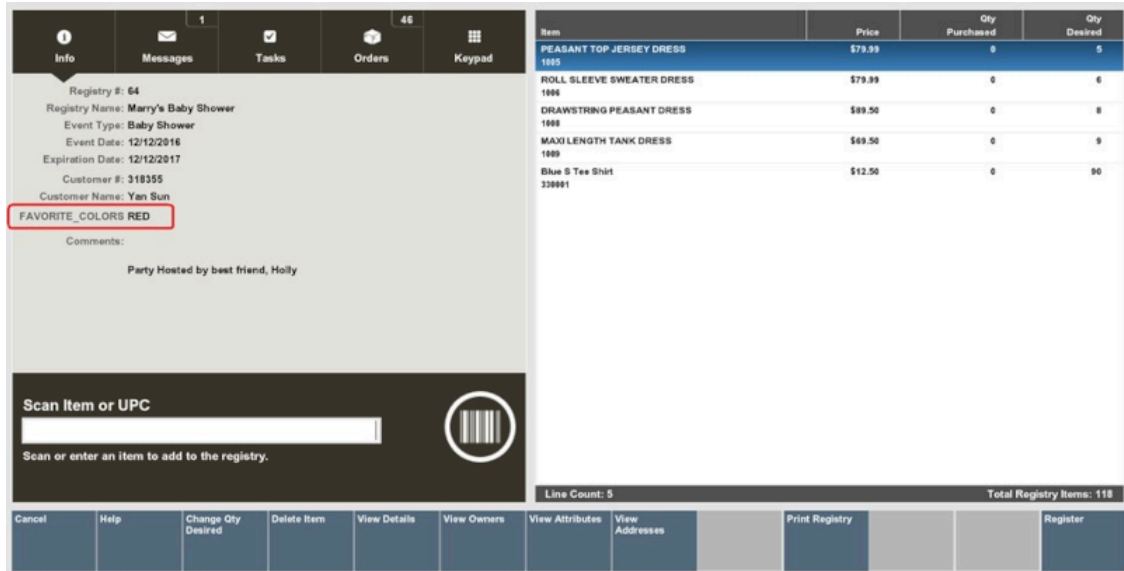 1
46
Info
Messages
Tasks
Orders
Keypad
Registry #: 64
Registry Name: Marry's Baby Shower
Event Type: Baby Shower
Event Date: 12/12/2016
Expiration Date: 12/12/2017
Customer #: 318355
Customer Name: Yan Sun
FAVORITE_COLORS RED
Comments:
Party Hosted by best friend, Holly
Scan Item or UPC
Scan or enter an item to add to the registry.
Item Price Qty Purchased Qty Desired
PEASANT TOP JERSEY DRESS $79.99 0 5
1005
ROLL SLEEVE SWEATER DRESS $79.99 0 6
1006
DRAWSTRING PEASANT DRESS $89.50 0 8
1008
MAXI LENGTH TANK DRESS $69.50 0 9
1009
Blue S Tee Shirt $12.50 0 90
330001
Line Count: 5 Total Registry Items: 118
Cancel
Help
Change Qty
Desired
Delete Item
View Details
View Owners
View Attributes
View
Addresses
Print Registry
Register